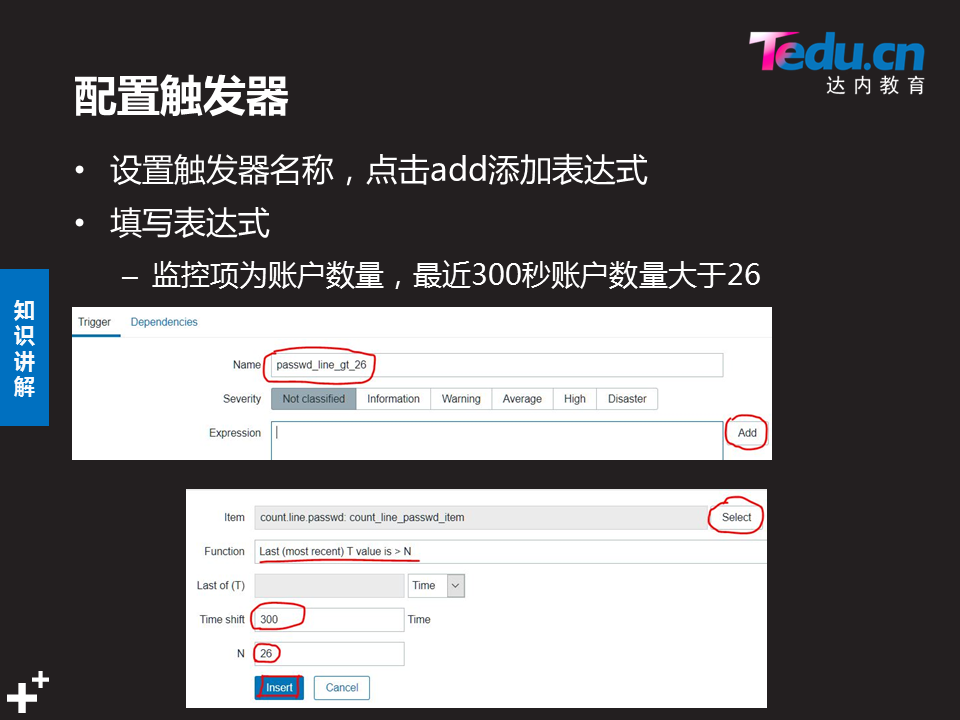 Tedu.cn
达内教育
配置触发器
• 设置触发器名称，点击add添加表达式
• 填写表达式
– 监控项为账户数量，最近300秒账户数量大于26
知识讲解
Trigger Dependencies
Name passwd_line_gt_26
Severity Not classified Information Warning Average High Disaster
Expression Add
Item count.line.passwd: count_line_passwd_item Select
Function Last (most recent) T value is > N
Last of (T) Time
Time shift 300 Time
N 26
Insert Cancel